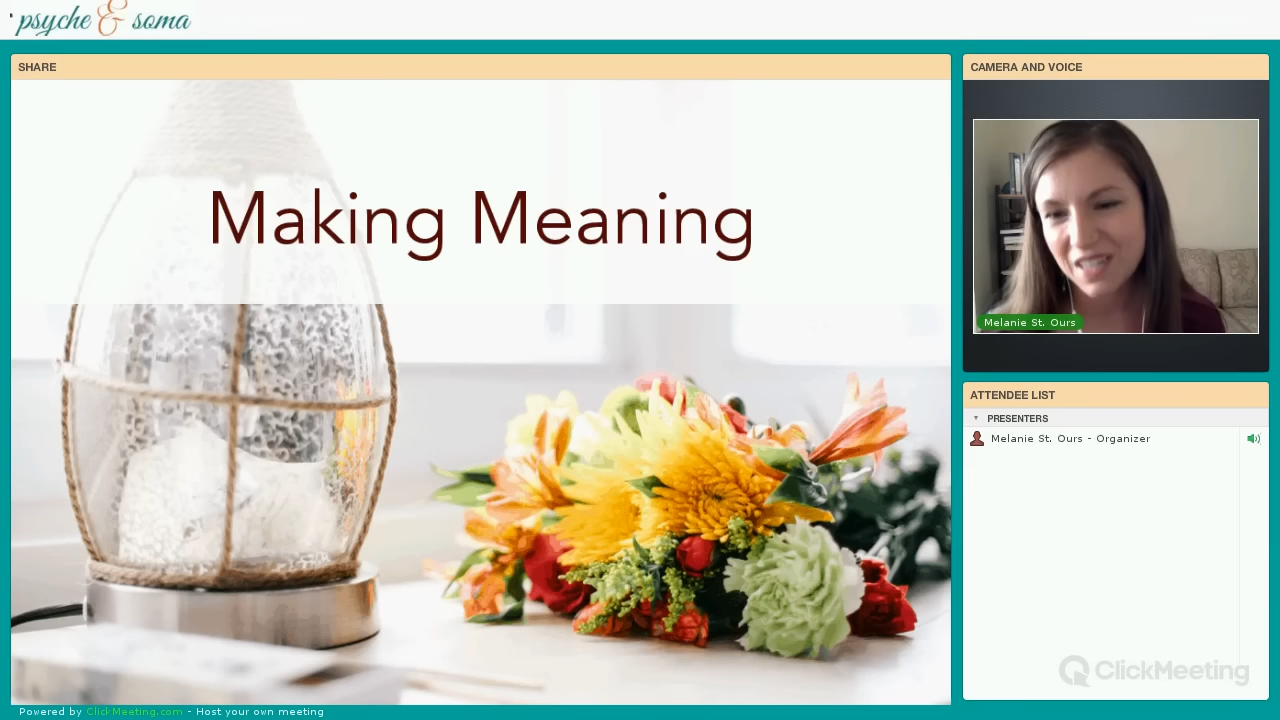 psyche & soma
SHARE
Making Meaning
CAMERA AND VOICE
Melanie St. Ours
ATTENDEE LIST
PRESENTERS
Melanie St. Ours - Organizer
ClickMeeting
Powered by ClickMeeting.com - Host your own meeting